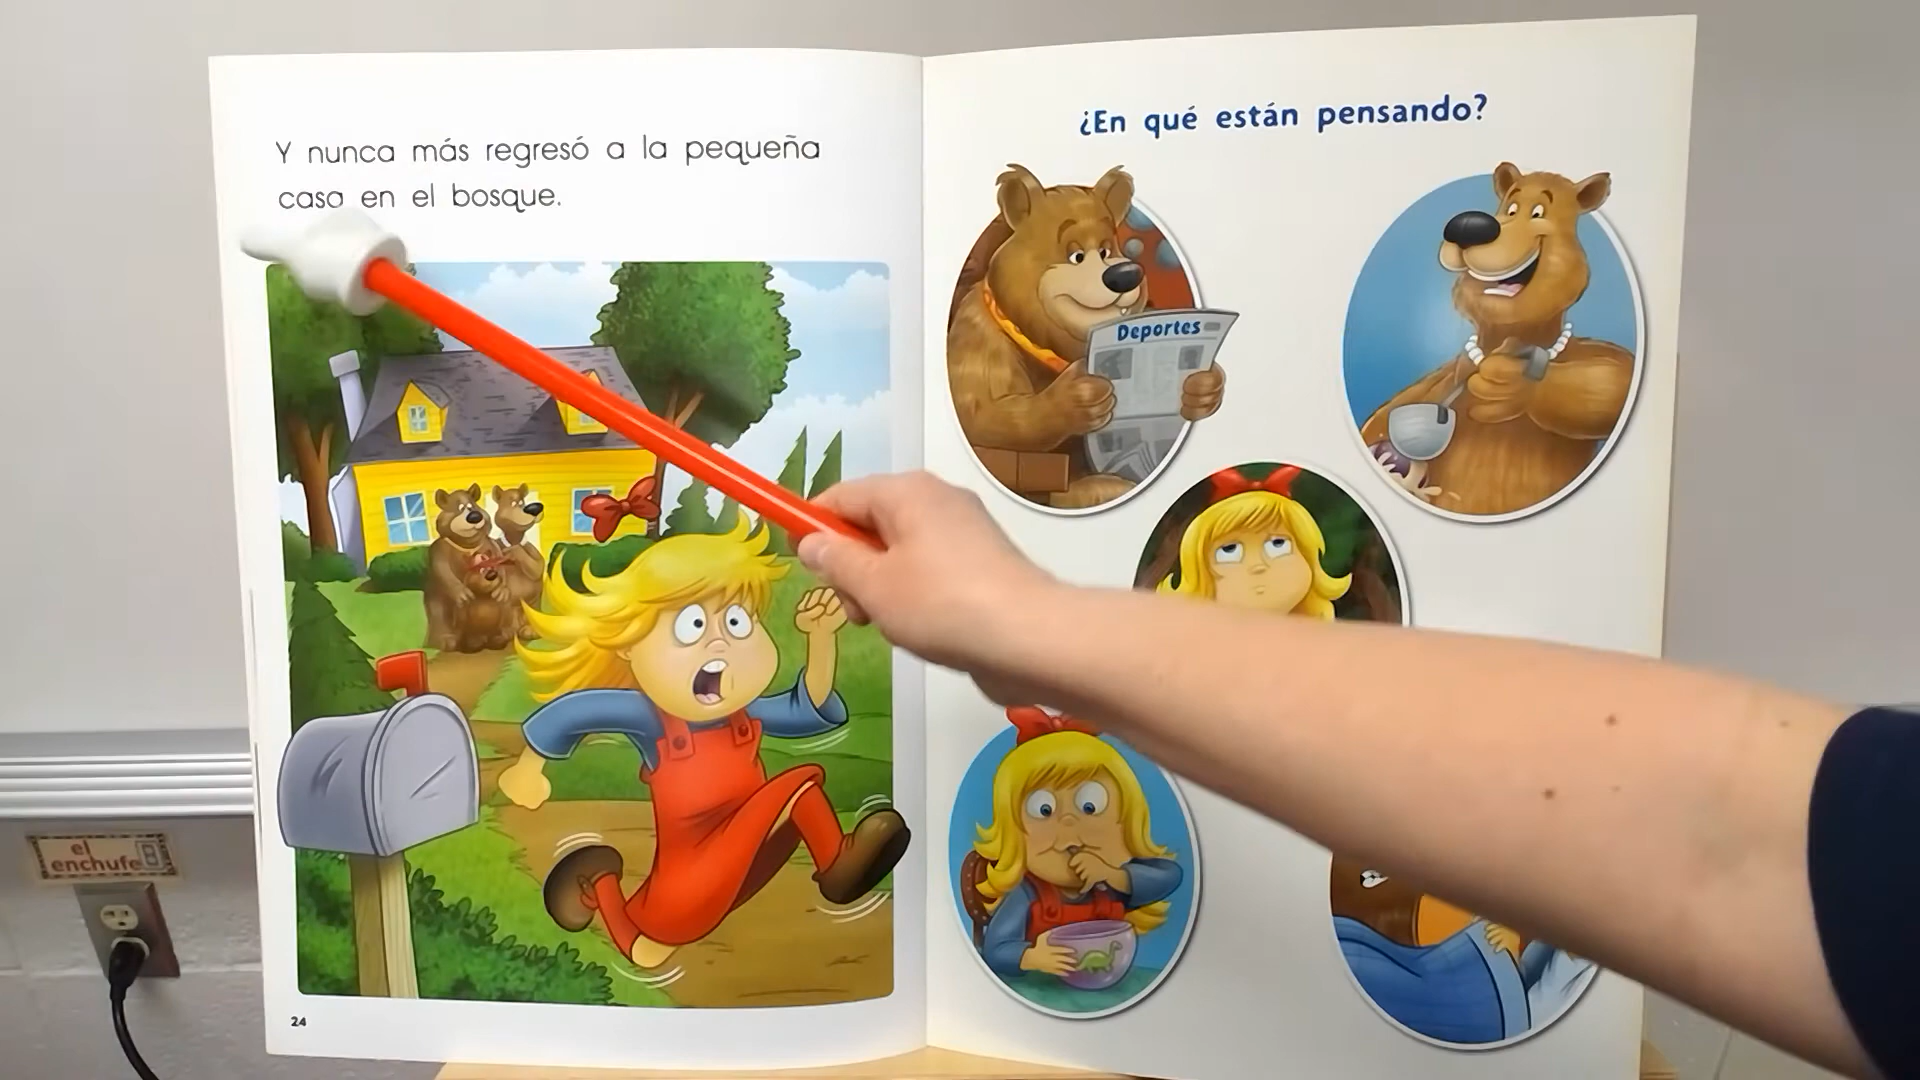 Y nunca más regresó a la pequeña
casa en el bosque.
24
¿En qué están pensando?
Deportes
el
enchufe